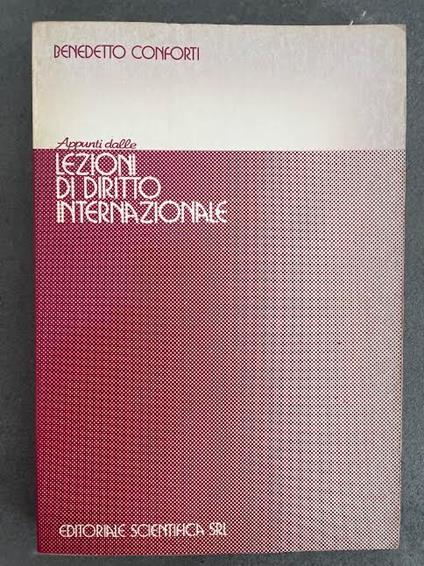 BENEDETTO CONFORTI
Appunti dalle
LEZIONI
DI DIRITTO
INTERNAZIONALE
EDITORIALE SCIENTIFICA SRL